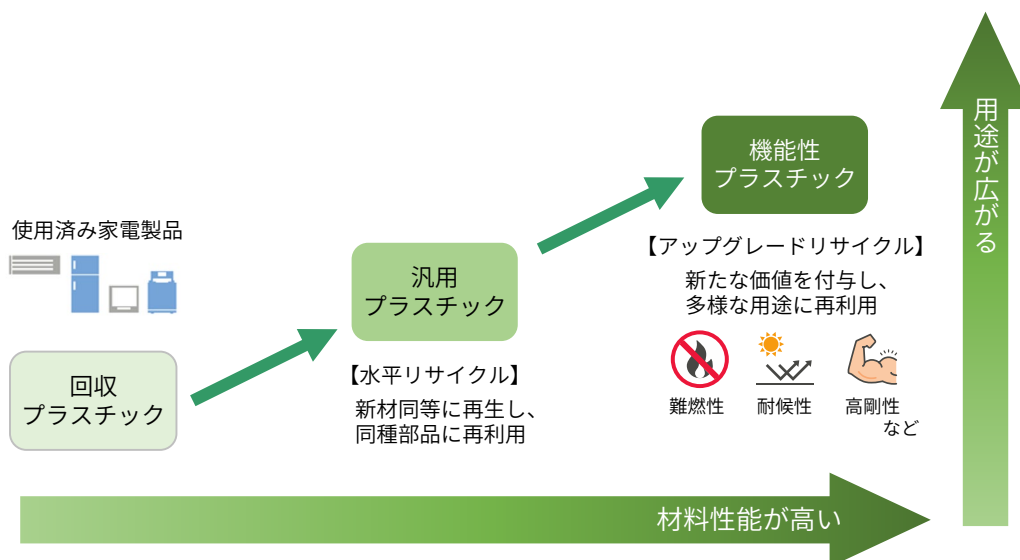 使用済み家電製品
回収
プラスチック
汎用
プラスチック
【水平リサイクル】
新材同等に再生し、
同種部品に再利用
機能性
プラスチック
【アップグレードリサイクル】
新たな価値を付与し、
多様な用途に再利用
難燃性
耐候性
高剛性
など
材料性能が高い
用途が広がる